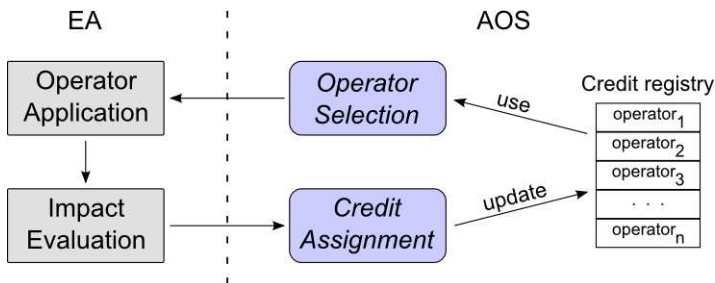 EA
AOS
Operator
Application
Operator
Selection
use
Credit registry
operator1
operator2
operator3
. . .
operatorn
Impact
Evaluation
Credit
Assignment
update